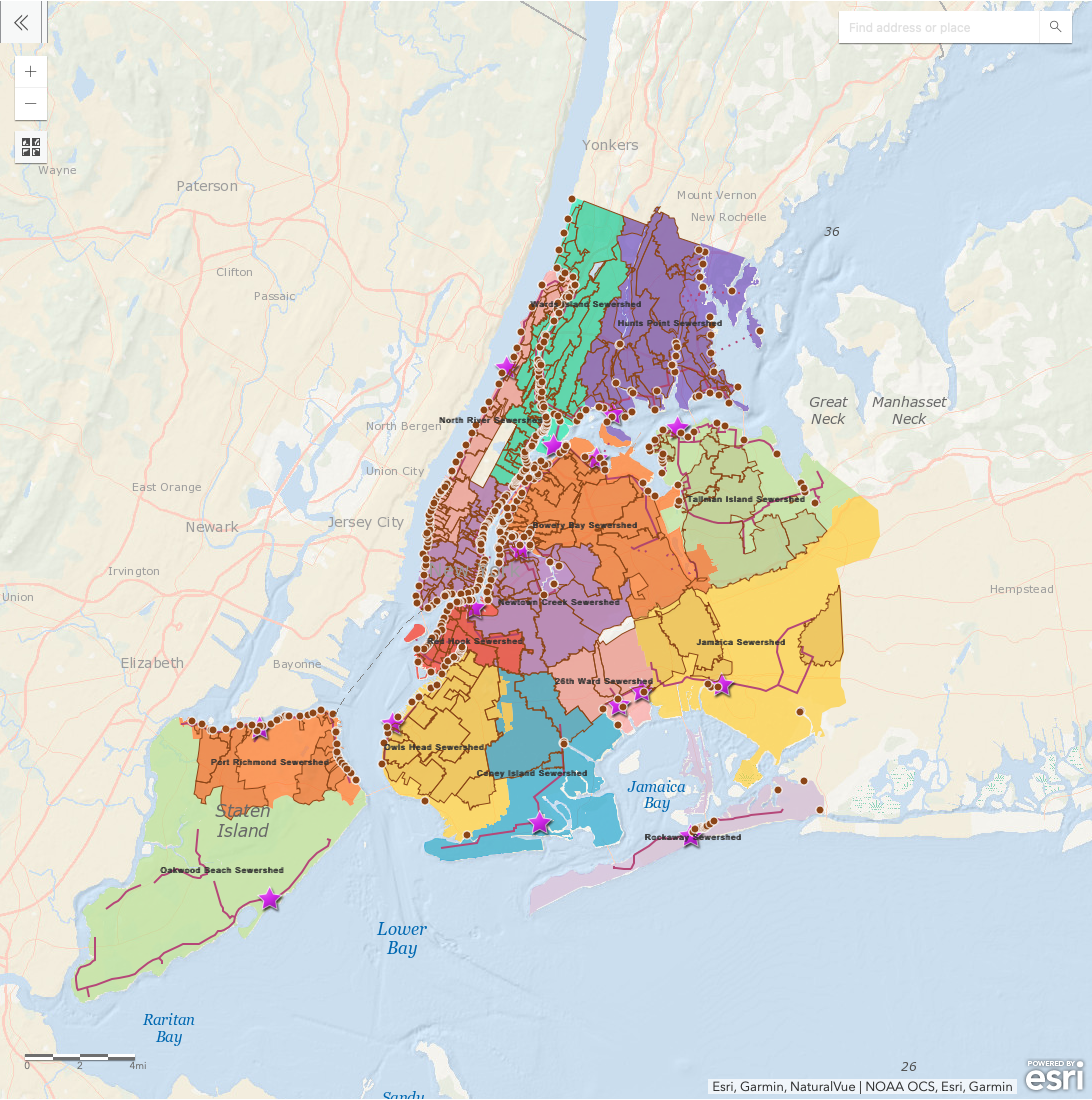 Find address or place
Yonkers
Wayne
Paterson
Mount Vernon
New Rochelle
36
Clifton
Passaic
Wards Island Sewershed
Hunts Point Sewershed
Great
Neck
Manhasset
Neck
North River Sewershed
North Bergen
Union City
East Orange
Tallman Island Sewershed
Newark
Jersey City
Bowery Bay Sewershed
Irvington
Hempstead
Union
Newtown Creek Sewershed
Red Hook Sewershed
Jamaica Sewershed
Elizabeth
Bayonne
26th Ward Sewershed
Owls Head Sewershed
Port Richmond Sewershed
Coney Island Sewershed
Jamaica
Bay
Staten
Island
Rockaway Sewershed
Oakwood Beach Sewershed
Lower
Bay
Raritan
Bay
0 2 4mi
26
POWERED BY
esri
Esri, Garmin, NaturalVue | NOAA OCS, Esri, Garmin
Sandy